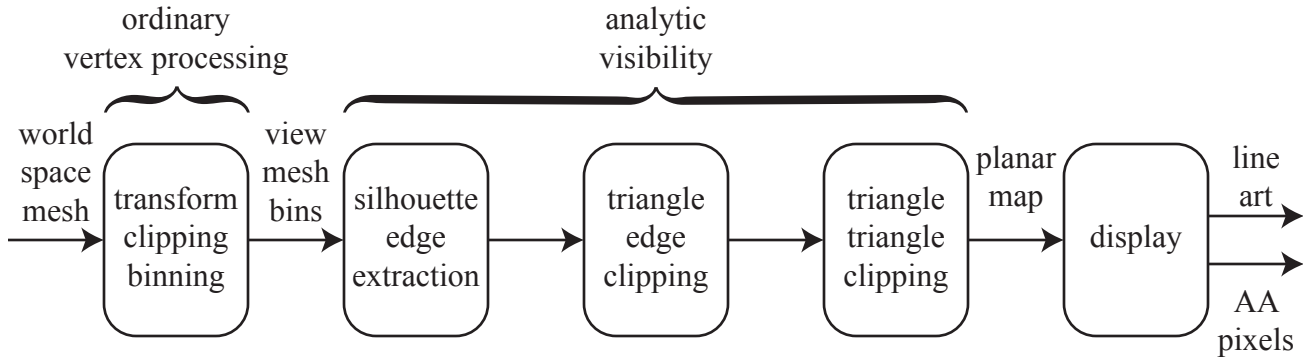 ordinary
vertex processing
analytic
visibility
world
space
mesh
transform
clipping
binning
view
mesh
bins
silhouette
edge
extraction
triangle
edge
clipping
triangle
triangle
clipping
planar
map
display
line
art
AA
pixels